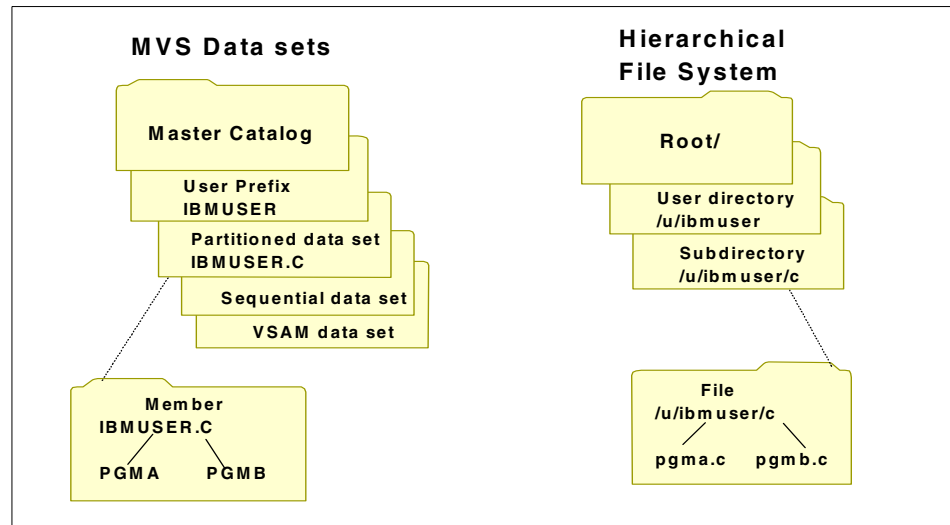 MVS Data sets
Master Catalog
User Prefix
IBMUSER
Partitioned data set
IBMUSER.C
Sequential data set
VSAM data set
Member
IBMUSER.C
PGMA PGMB
Hierarchical
File System
Root/
User directory
/u/ibmuser
Subdirectory
/u/ibmuser/c
File
/u/ibmuser/c
pgma.c pgmb.c